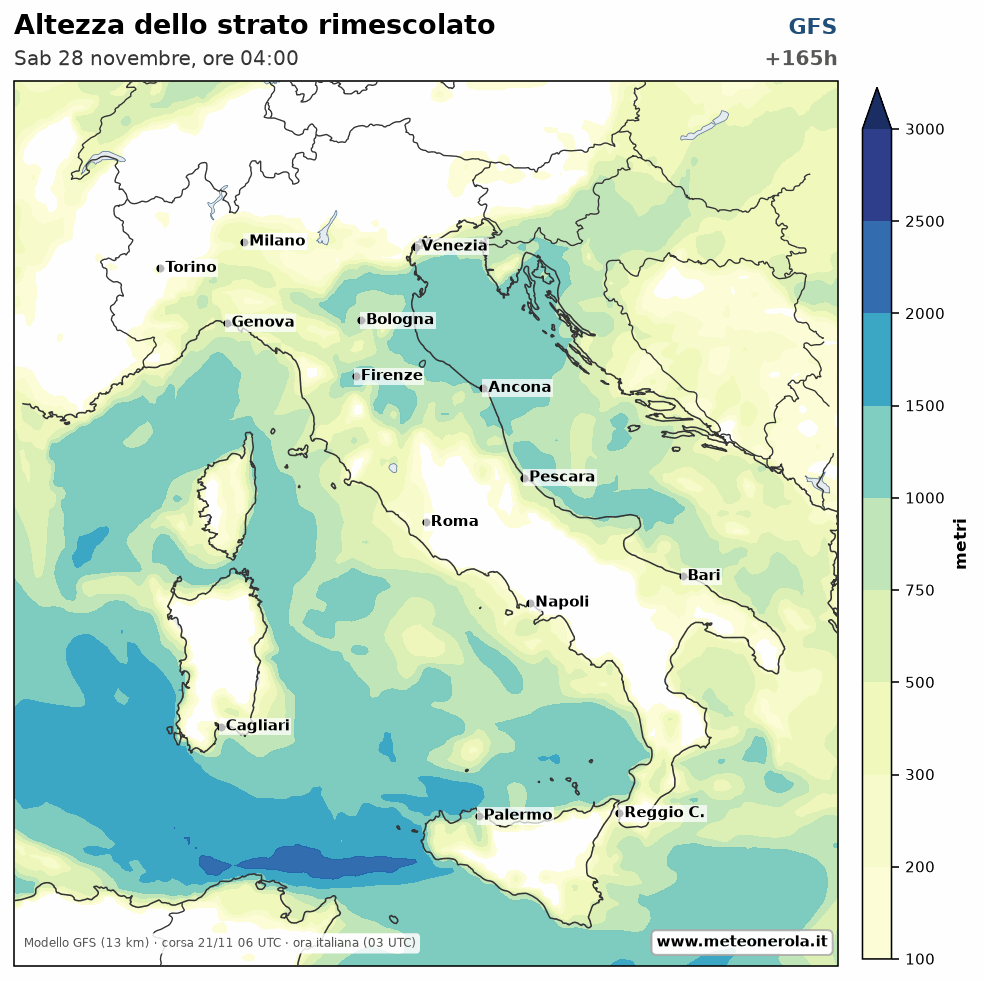 Altezza dello strato rimescolato
GFS
Sab 28 novembre, ore 04:00
+165h
Milano
Venezia
Torino
Genova
Bologna
Firenze
Ancona
Pescara
Roma
Bari
Napoli
Cagliari
Palermo
Reggio C.
3000
2500
2000
1500
1000
750
500
300
200
100
metri
Modello GFS (13 km) · corsa 21/11 06 UTC · ora italiana (03 UTC)
www.meteonerola.it